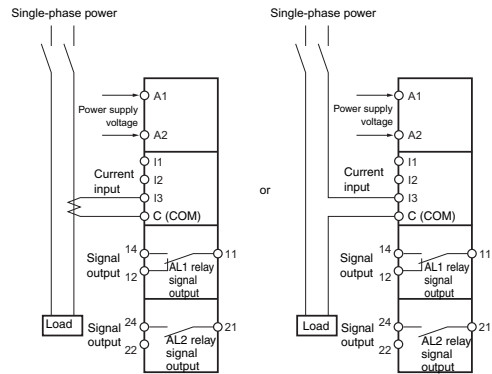 Single-phase power
A1
Power supply
voltage
A2
I1
I2
Current
input
I3
C (COM)
14
Signal
output
12
11
AL1 relay
signal
output
Load
24
Signal
output
22
21
AL2 relay
signal
output
or
Single-phase power
A1
Power supply
voltage
A2
I1
I2
Current
input
I3
C (COM)
14
Signal
output
12
11
AL1 relay
signal
output
Load
24
Signal
output
22
21
AL2 relay
signal
output